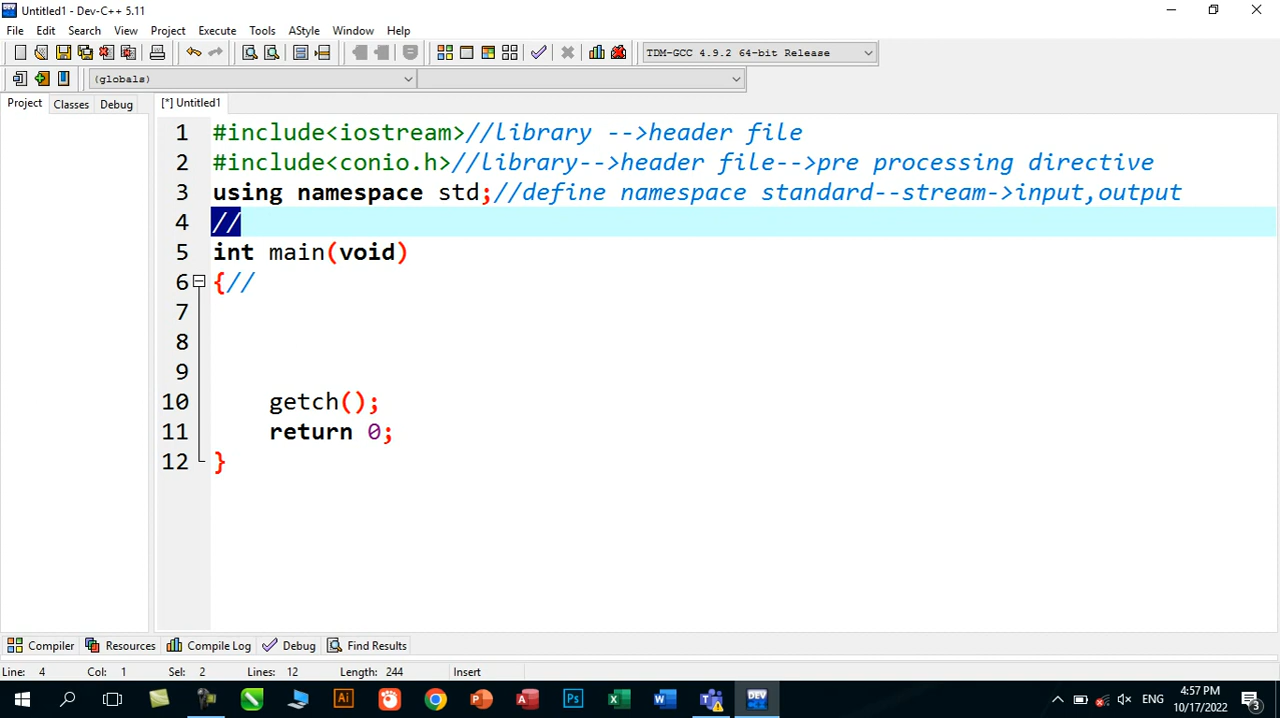 Untitled1 - Dev-C++ 5.11
File Edit Search View Project Execute Tools AStyle Window Help
TDM-GCC 4.9.2 64-bit Release
(globals)
Project Classes Debug [*] Untitled1
1 #include<iostream>//library -->header file
2 #include<conio.h>//library-->header file-->pre processing directive
3 using namespace std;//define namespace standard--stream->input,output
4 //
5 int main(void)
6 {//
7
8
9
10 getch();
11 return 0;
12 }
Compiler Resources Compile Log Debug Find Results
Line: 4 Col: 1 Sel: 2 Lines: 12 Length: 244 Insert
Ai Ps DEV ENG 4:57 PM
10/17/2022 3